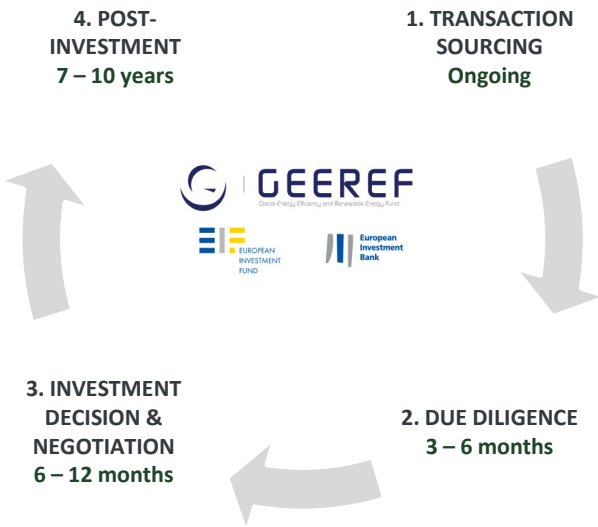 4. POST-
INVESTMENT
7 – 10 years
1. TRANSACTION
SOURCING
Ongoing
GEEREF
Global Energy Efficiency and Renewable Energy Fund
EIF
EUROPEAN
INVESTMENT
FUND
European
Investment
Bank
3. INVESTMENT
DECISION &
NEGOTIATION
6 – 12 months
2. DUE DILIGENCE
3 – 6 months